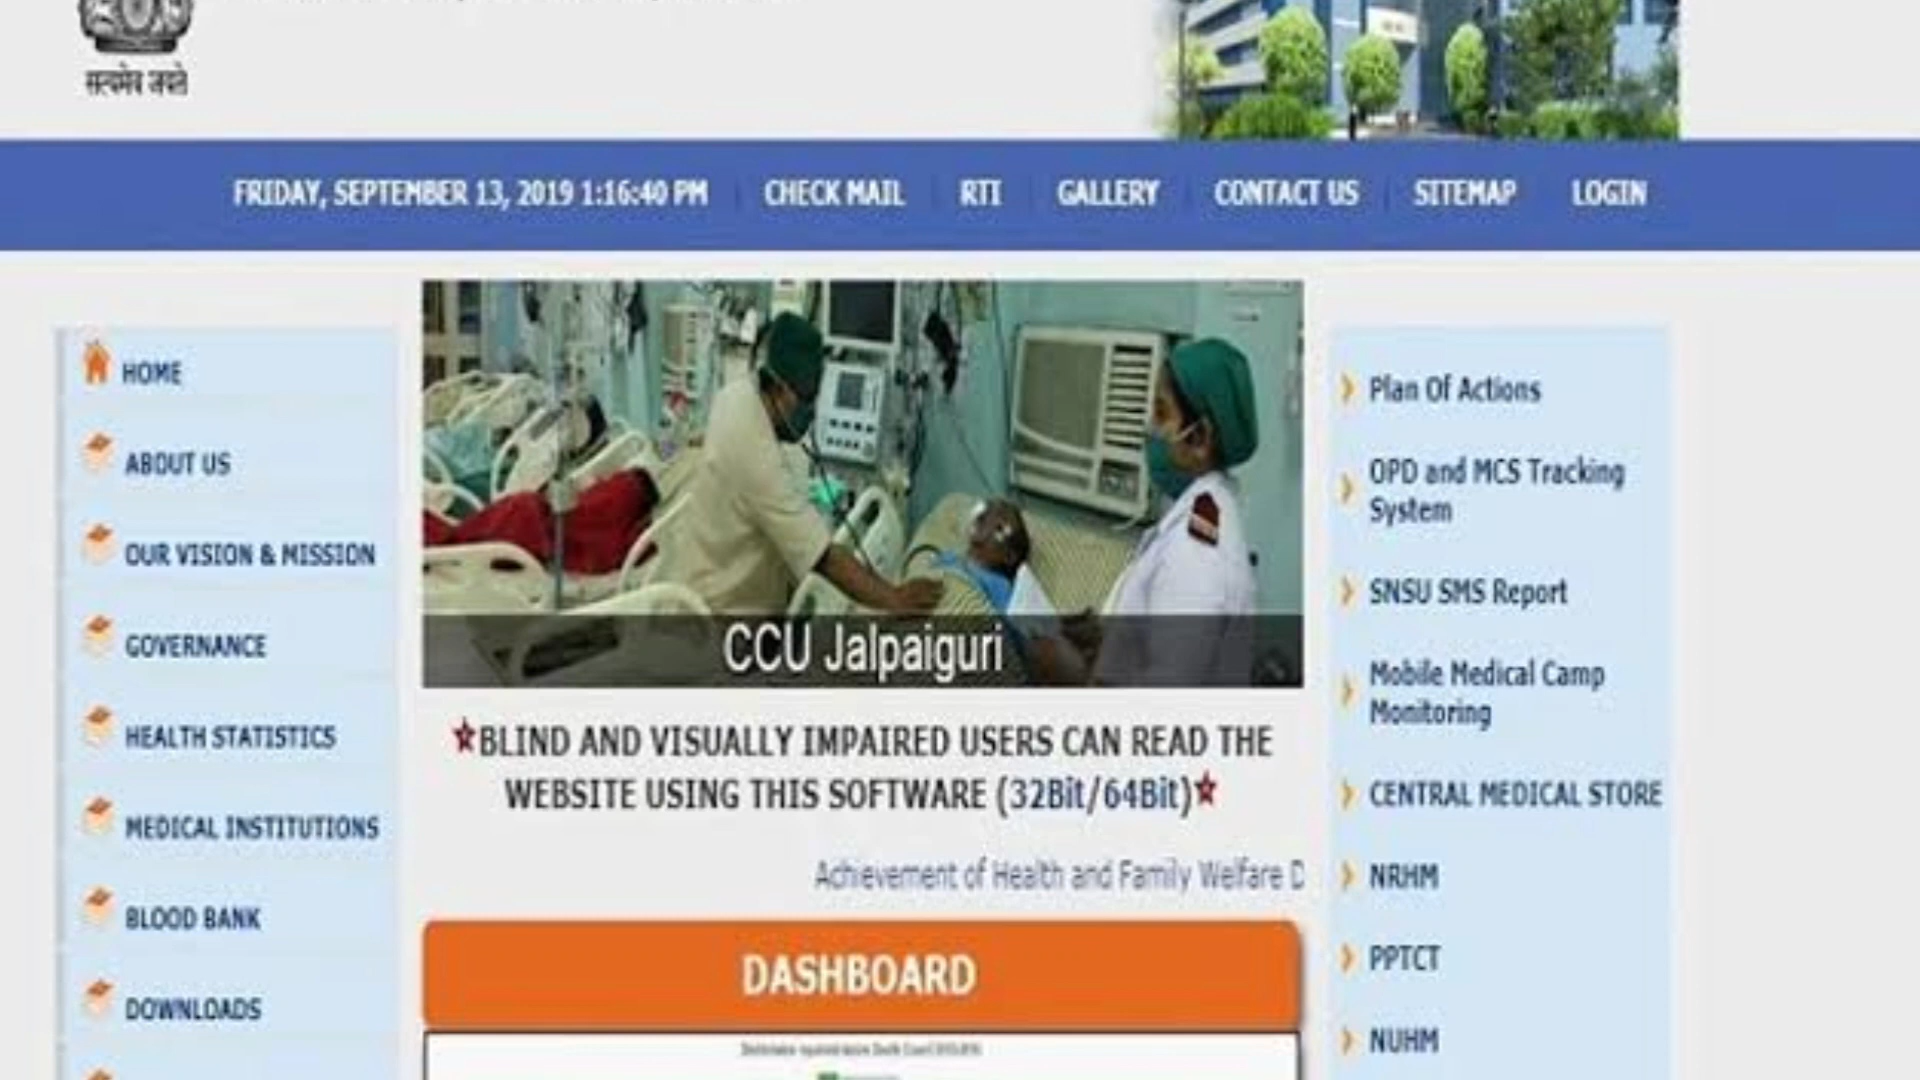 सत्यमेव जयते
FRIDAY, SEPTEMBER 13, 2019 1:16:40 PM CHECK MAIL RTI GALLERY CONTACT US SITEMAP LOGIN
HOME
ABOUT US
OUR VISION & MISSION
GOVERNANCE
HEALTH STATISTICS
MEDICAL INSTITUTIONS
BLOOD BANK
DOWNLOADS
CCU Jalpaiguri
BLIND AND VISUALLY IMPAIRED USERS CAN READ THE
WEBSITE USING THIS SOFTWARE (32Bit/64Bit)
Achievement of Health and Family Welfare D
DASHBOARD
Plan Of Actions
OPD and MCS Tracking
System
SNSU SMS Report
Mobile Medical Camp
Monitoring
CENTRAL MEDICAL STORE
NRHM
PPTCT
NUHM